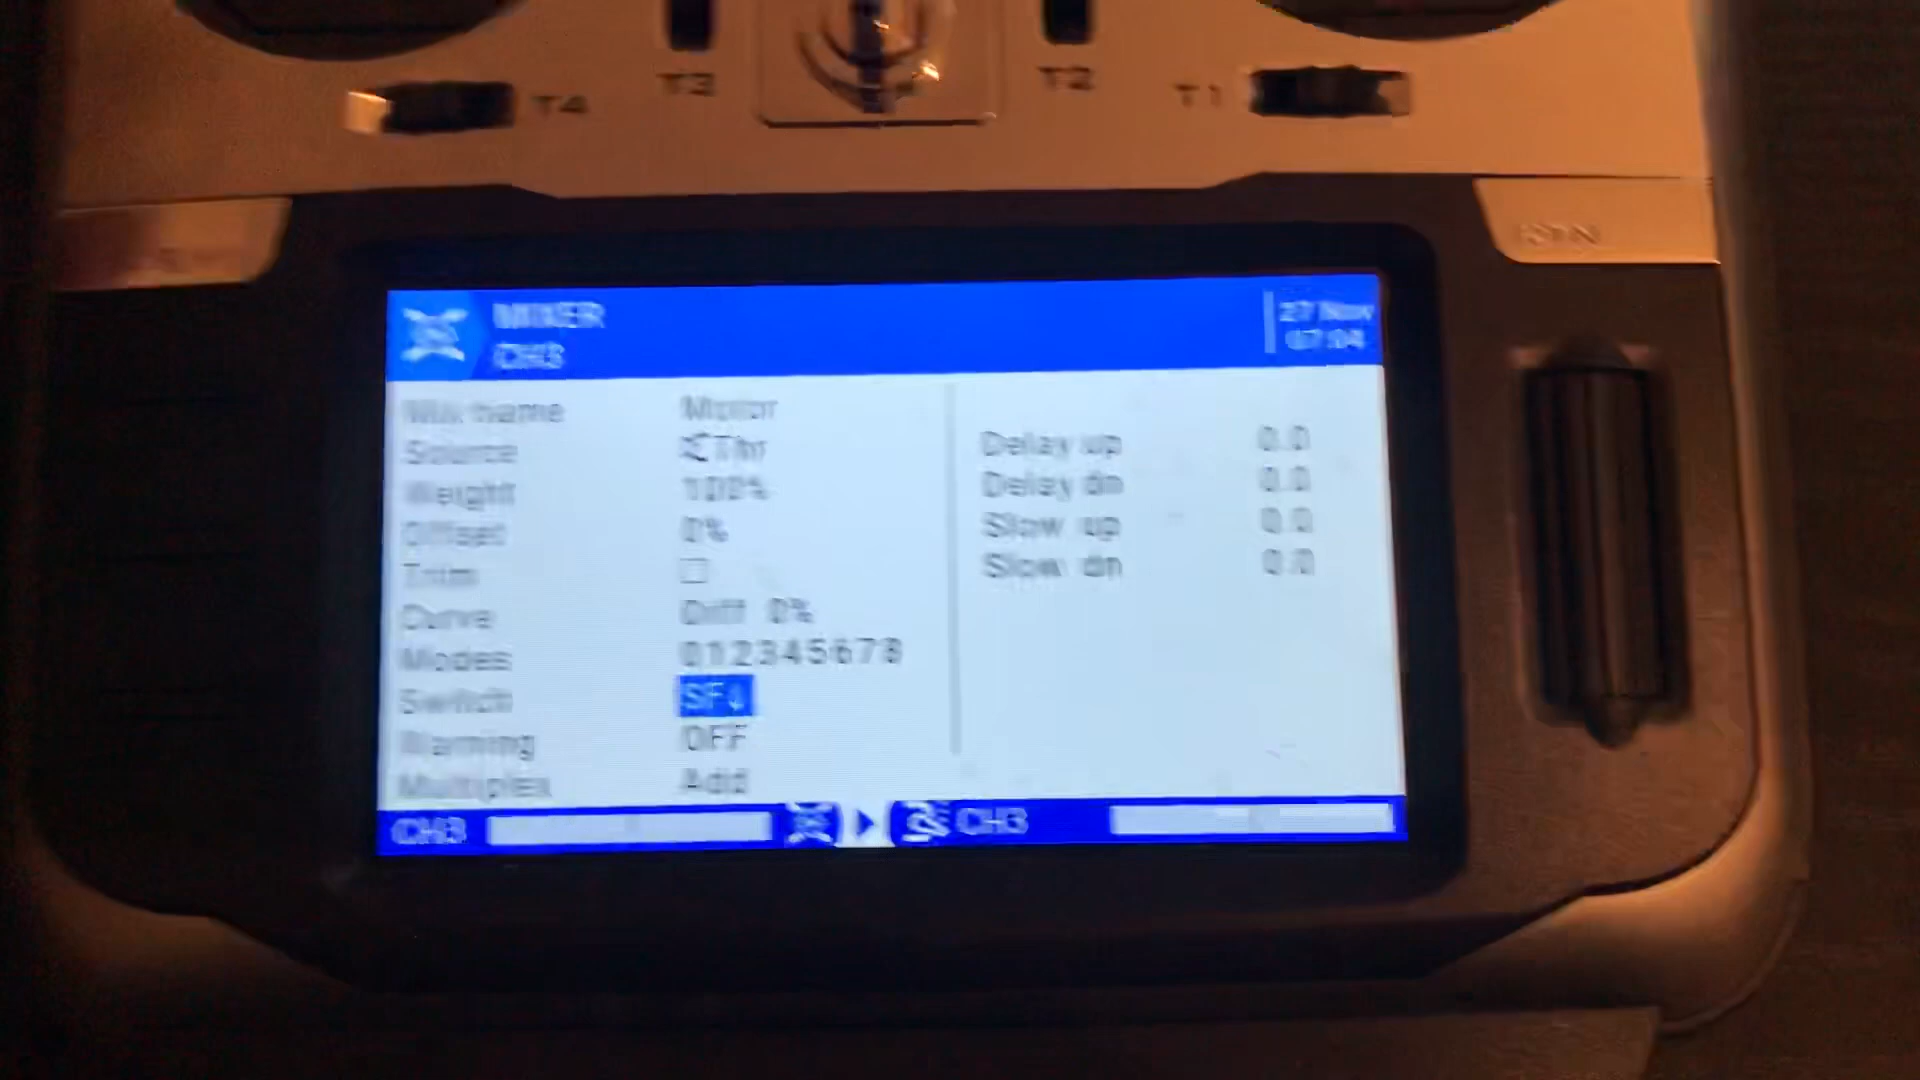 T4
T3
T2
T1
SYS
MIXER
CH3
27 Nov
07:04
Mix name Motor
Source Thr
Weight 100%
Offset 0%
Trim
Curve Diff 0%
Modes 012345678
Switch SF↓
Warning OFF
Multiplex Add
Delay up 0.0
Delay dn 0.0
Slow up 0.0
Slow dn 0.0
CH3
CH3